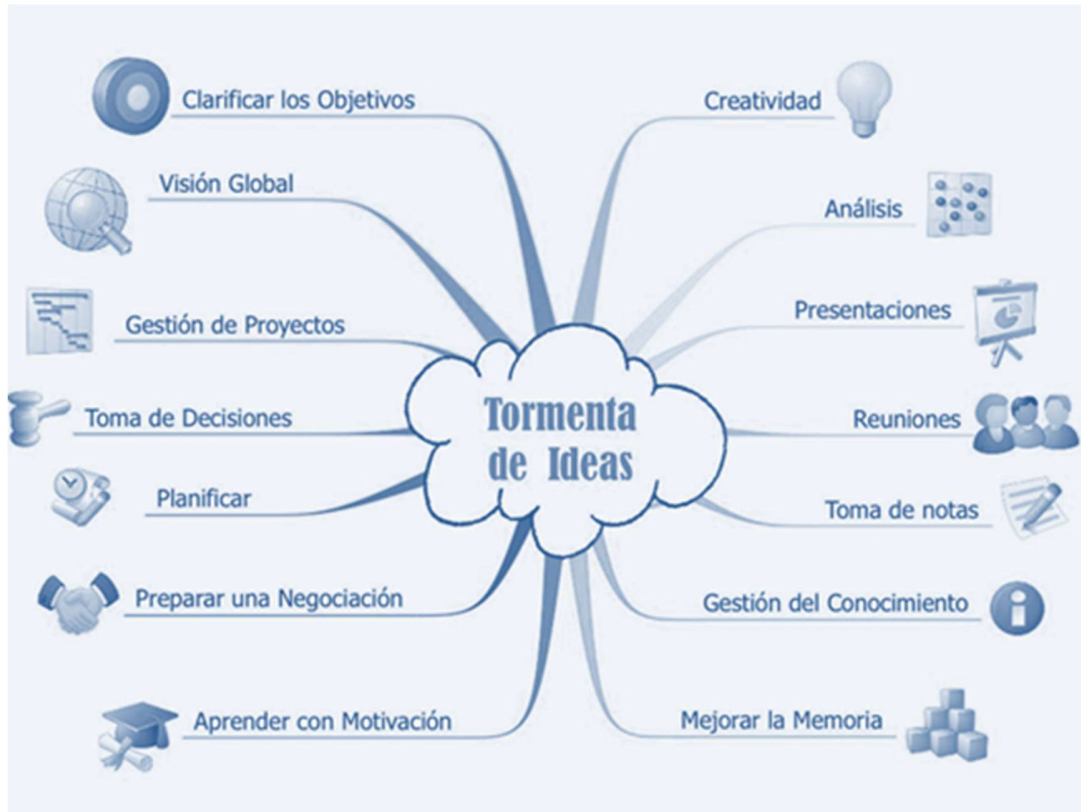 Clarificar los Objetivos
Visión Global
Gestión de Proyectos
Toma de Decisiones
Planificar
Preparar una Negociación
Aprender con Motivación
Tormenta
de Ideas
Creatividad
Análisis
Presentaciones
Reuniones
Toma de notas
Gestión del Conocimiento
Mejorar la Memoria